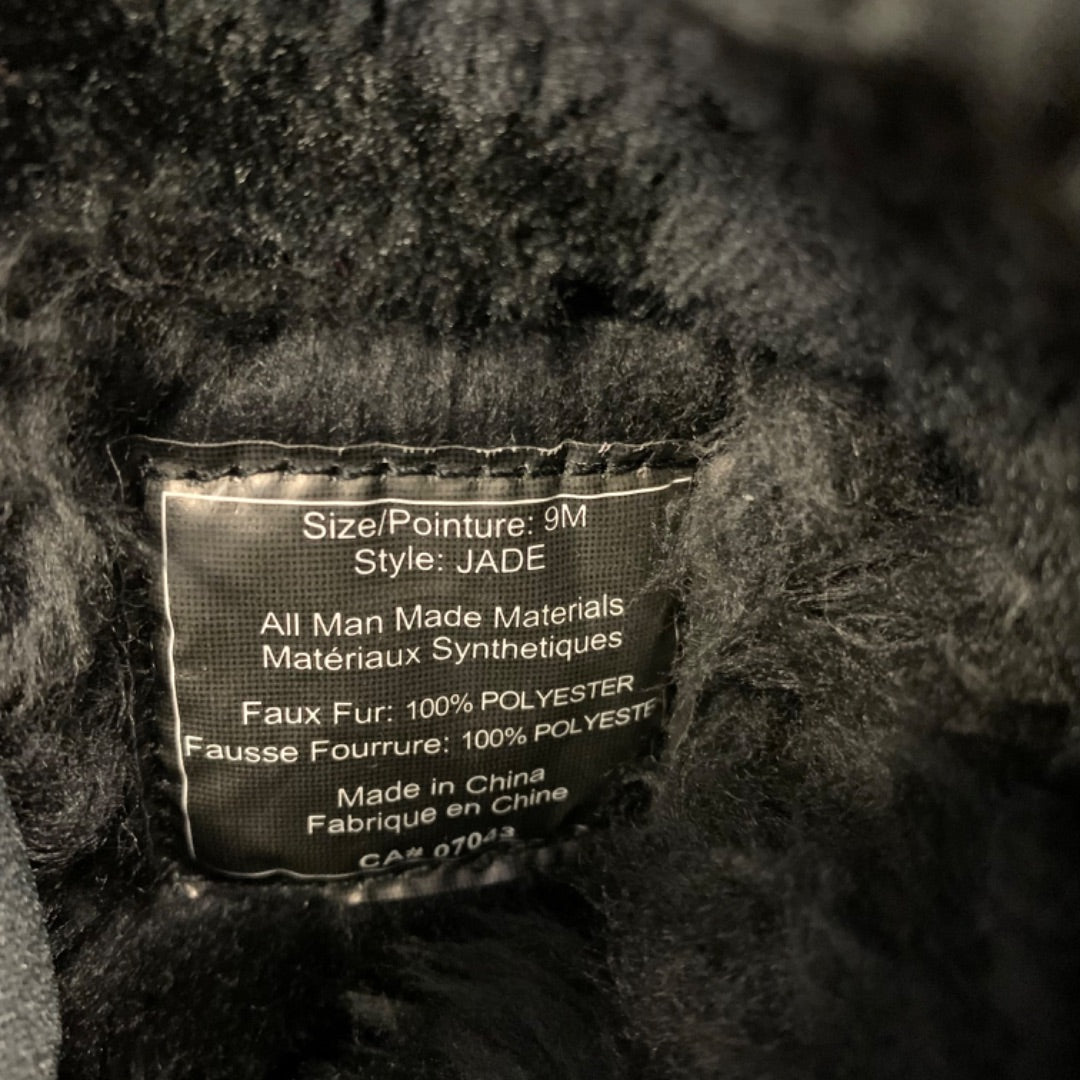 Size/Pointure: 9M
Style: JADE
All Man Made Materials
Matériaux Synthetiques
Faux Fur: 100% POLYESTER
Fausse Fourrure: 100% POLYESTE
Made in China
Fabrique en Chine
CA# 07043